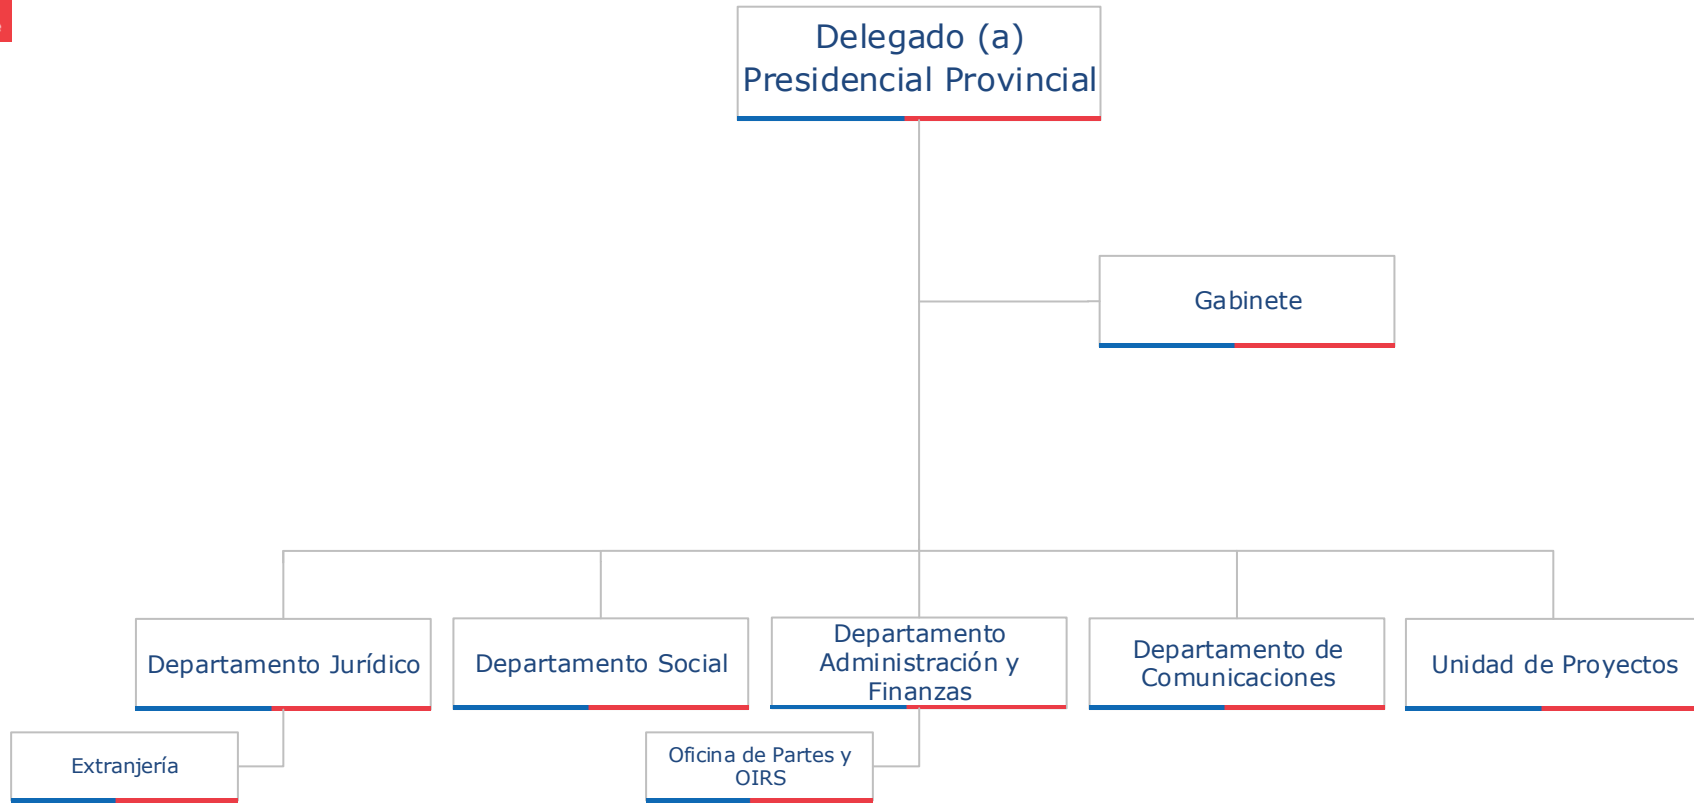 Delegado (a)
Presidencial Provincial
Gabinete
Departamento Jurídico
Departamento Social
Departamento
Administración y
Finanzas
Departamento de
Comunicaciones
Unidad de Proyectos
Extranjería
Oficina de Partes y
OIRS